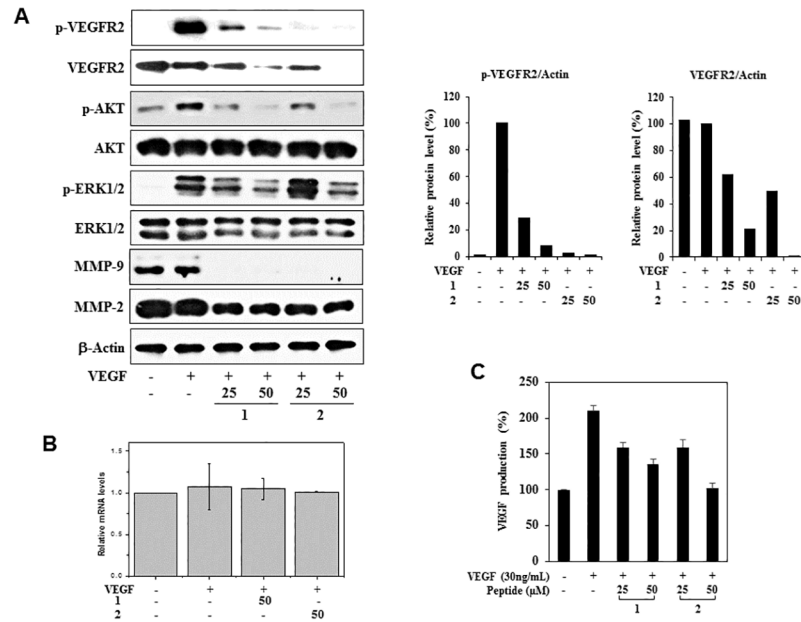 A
p-VEGFR2
VEGFR2
p-AKT
AKT
p-ERK1/2
ERK1/2
MMP-9
MMP-2
β-Actin
VEGF - + + + + +
- - 25 50 25 50
1 2
p-VEGFR2/Actin
Relative protein level (%)
120
100
80
60
40
20
0
VEGF - + + + + +
1 - - 25 50 - -
2 - - - - 25 50
VEGFR2/Actin
Relative protein level (%)
120
100
80
60
40
20
0
VEGF - + + + + +
1 - - 25 50 - -
2 - - - - 25 50
B
Relative mRNA levels
1.5
1.0
0.5
0.0
VEGF - + + +
1 - - 50 -
2 - - - 50
C
VEGF production (%)
250
200
150
100
50
0
VEGF (30ng/mL) - + + + + +
Peptide (μM) - - 25 50 25 50
1 2